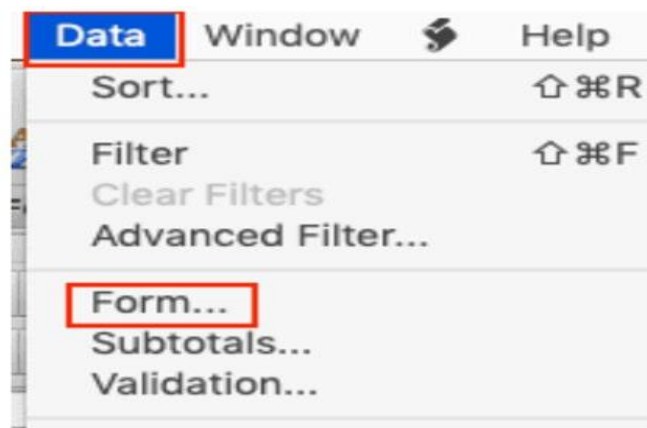 Data Window Help
Sort... ⇧⌘R
Filter ⇧⌘F
Clear Filters
Advanced Filter...
Form...
Subtotals...
Validation...